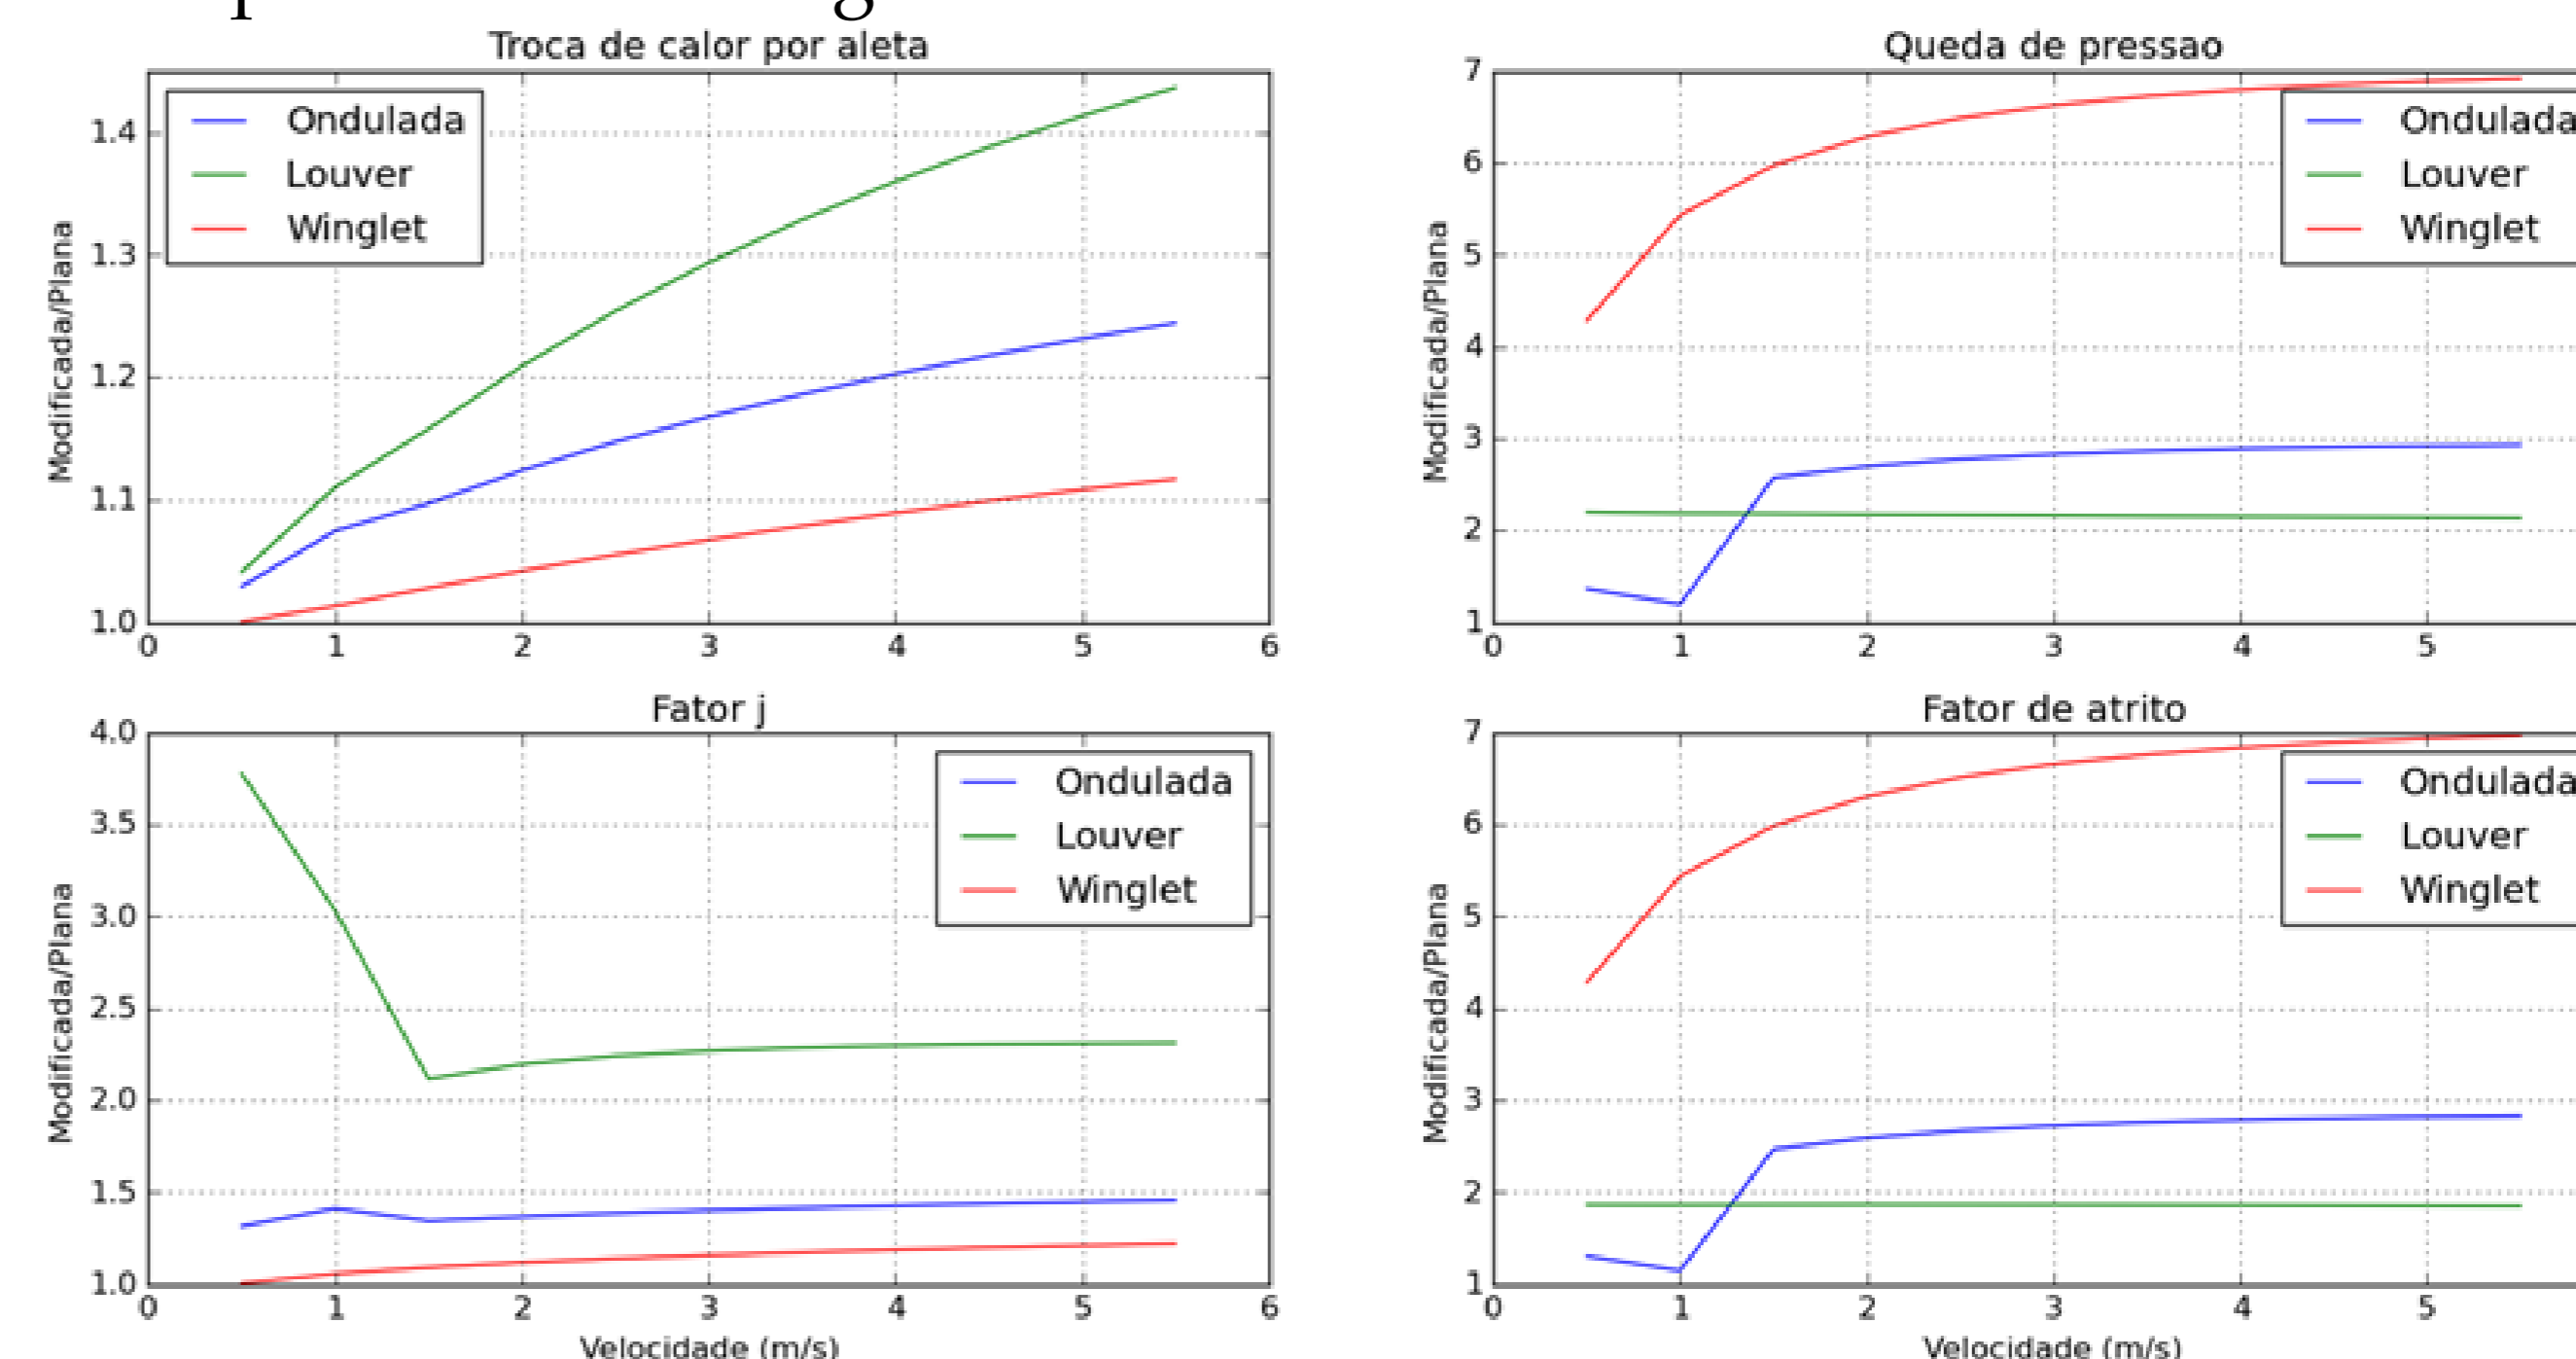 Troca de calor por aleta
Modificada/Plana
1.4
1.3
1.2
1.1
1.0
0 1 2 3 4 5 6
Ondulada
Louver
Winglet
Queda de pressao
Modificada/Plana
7
6
5
4
3
2
1
0 1 2 3 4 5
Ondulada
Louver
Winglet
Fator j
Modificada/Plana
4.0
3.5
3.0
2.5
2.0
1.5
1.0
0 1 2 3 4 5 6
Velocidade (m/s)
Ondulada
Louver
Winglet
Fator de atrito
Modificada/Plana
7
6
5
4
3
2
1
0 1 2 3 4 5
Velocidade (m/s)
Ondulada
Louver
Winglet